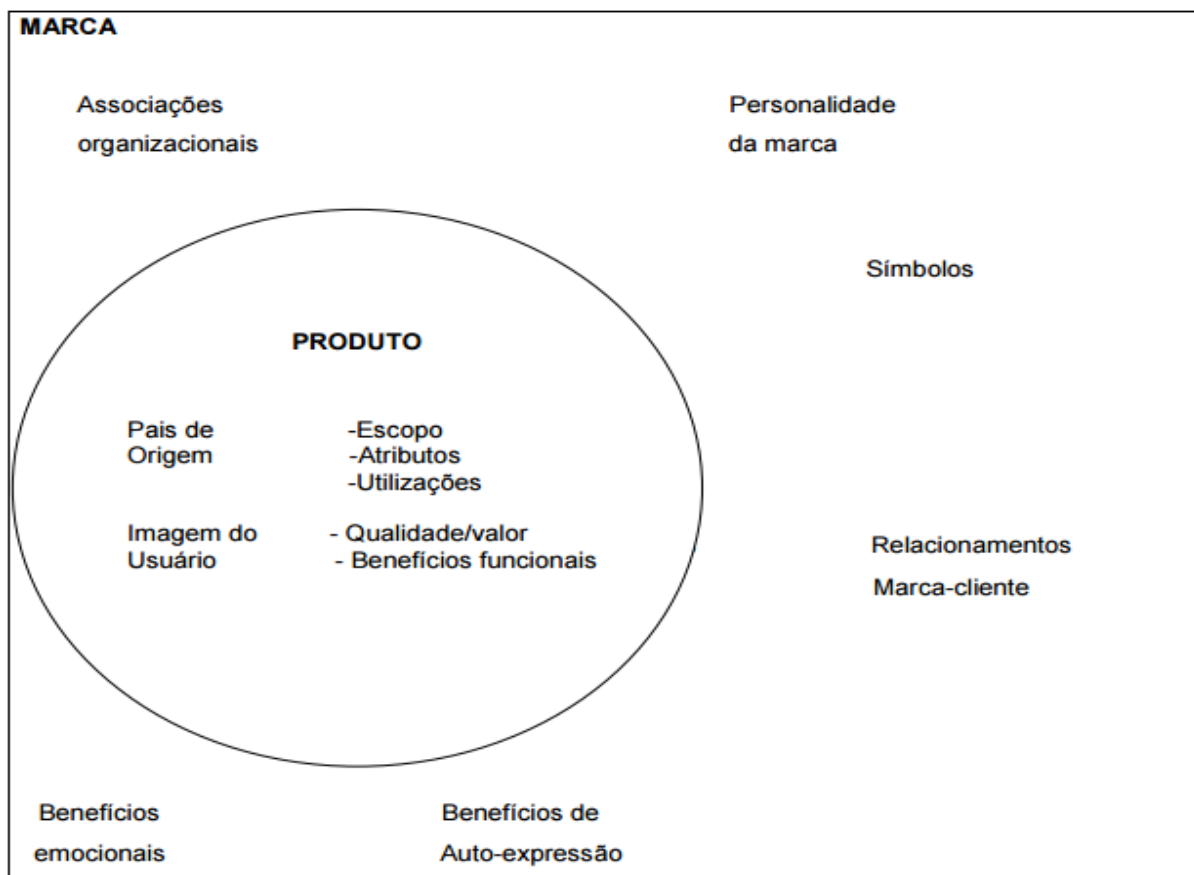 MARCA
Associações
organizacionais
Personalidade
da marca
Símbolos
PRODUTO
Pais de
Origem
-Escopo
-Atributos
-Utilizações
Imagem do
Usuário
- Qualidade/valor
- Benefícios funcionais
Relacionamentos
Marca-cliente
Benefícios
emocionais
Benefícios de
Auto-expressão